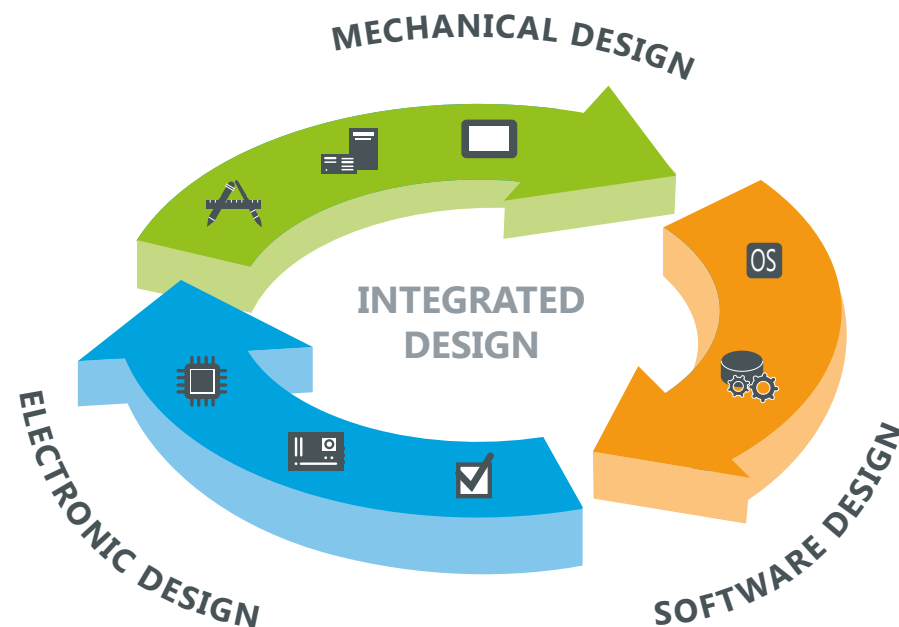 MECHANICAL DESIGN
OS
INTEGRATED
DESIGN
ELECTRONIC DESIGN
SOFTWARE DESIGN